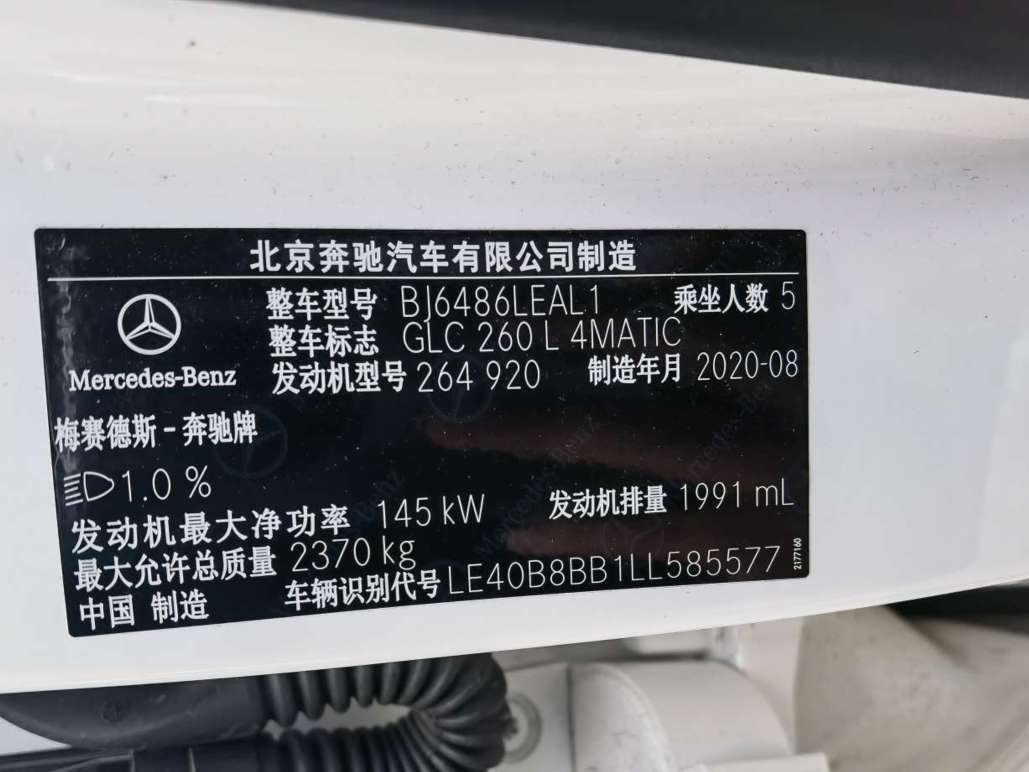 北京奔驰汽车有限公司制造
整车型号 BJ6486LEAL1 乘坐人数 5
整车标志 GLC 260 L 4MATIC
发动机型号 264 920 制造年月 2020-08
Mercedes-Benz
梅赛德斯-奔驰牌
1.0 %
发动机最大净功率 145 kW 发动机排量 1991 mL
最大允许总质量 2370 kg
中国 制造 车辆识别代号 LE40B8BB1LL585577
2177160